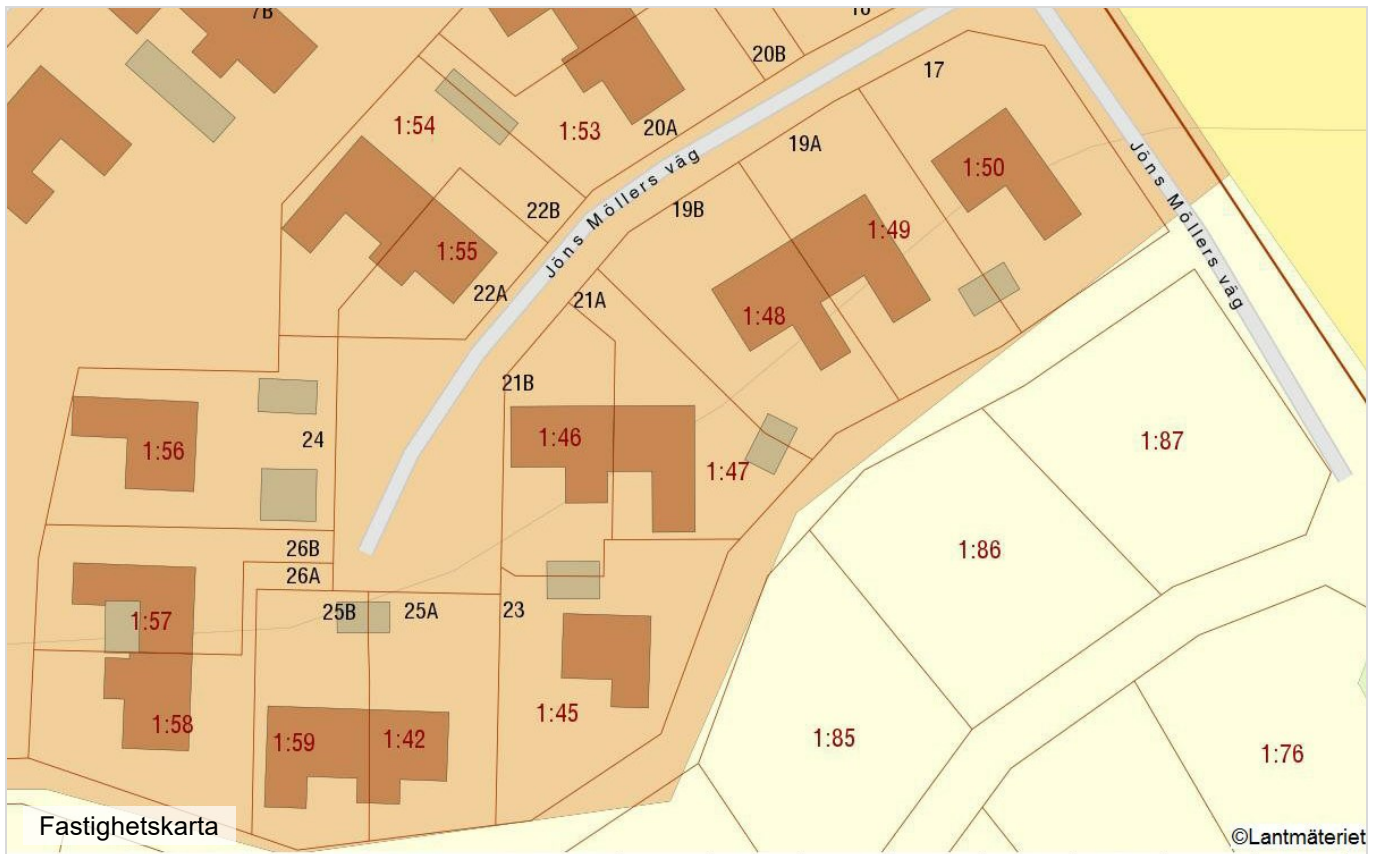 7B
16
20B
17
1:54
1:53
20A
19A
1:50
Jöns Möllers väg
Jöns Möllers väg
22B
19B
1:49
1:55
22A
21A
1:48
21B
24
1:46
1:56
1:47
1:87
26B
1:86
26A
25B
25A
23
1:57
1:45
1:58
1:59
1:42
1:85
1:76
Fastighetskarta
©Lantmäteriet